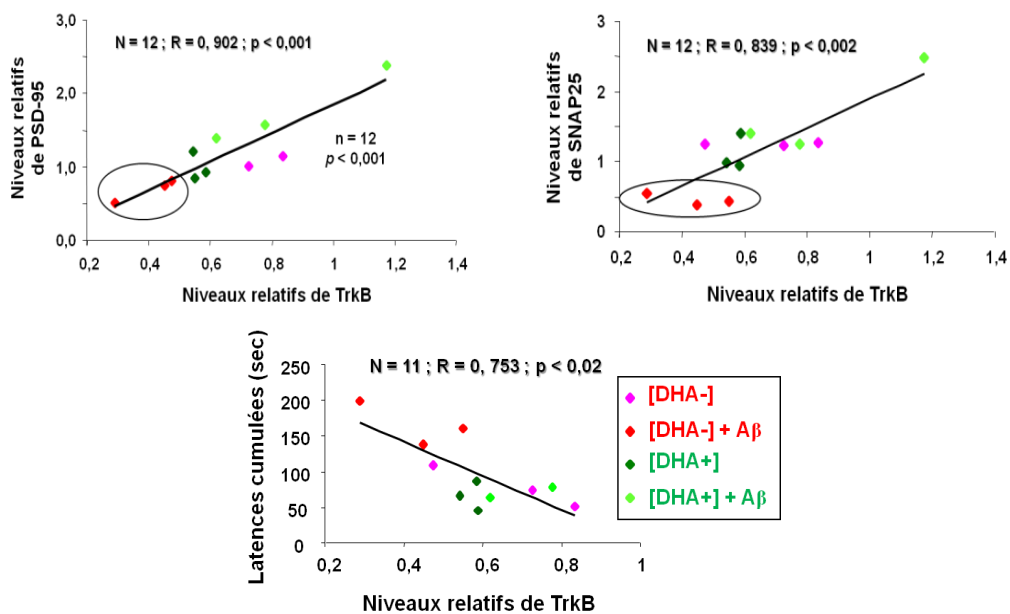 N = 12 ; R = 0, 902 ; p < 0,001
Niveaux relatifs
de PSD-95
3,0
2,0
1,0
0,0
n = 12
p < 0,001
0,2 0,4 0,6 0,8 1 1,2 1,4
Niveaux relatifs de TrkB
N = 12 ; R = 0, 839 ; p < 0,002
Niveaux relatifs
de SNAP25
3
2
1
0
0,2 0,4 0,6 0,8 1 1,2 1,4
Niveaux relatifs de TrkB
N = 11 ; R = 0, 753 ; p < 0,02
Latences cumulées (sec)
250
200
150
100
50
0
0,2 0,4 0,6 0,8 1
Niveaux relatifs de TrkB
[DHA-]
[DHA-] + Aβ
[DHA+]
[DHA+] + Aβ